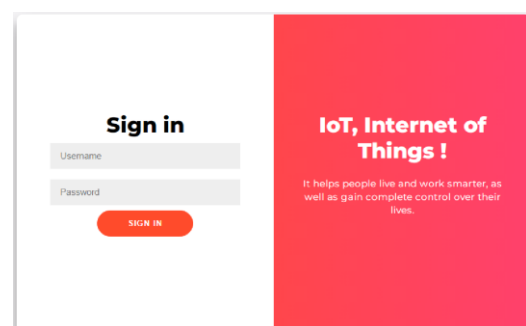 Sign in
Username
Password
SIGN IN
IoT, Internet of
Things !
It helps people live and work smarter, as
well as gain complete control over their
lives.